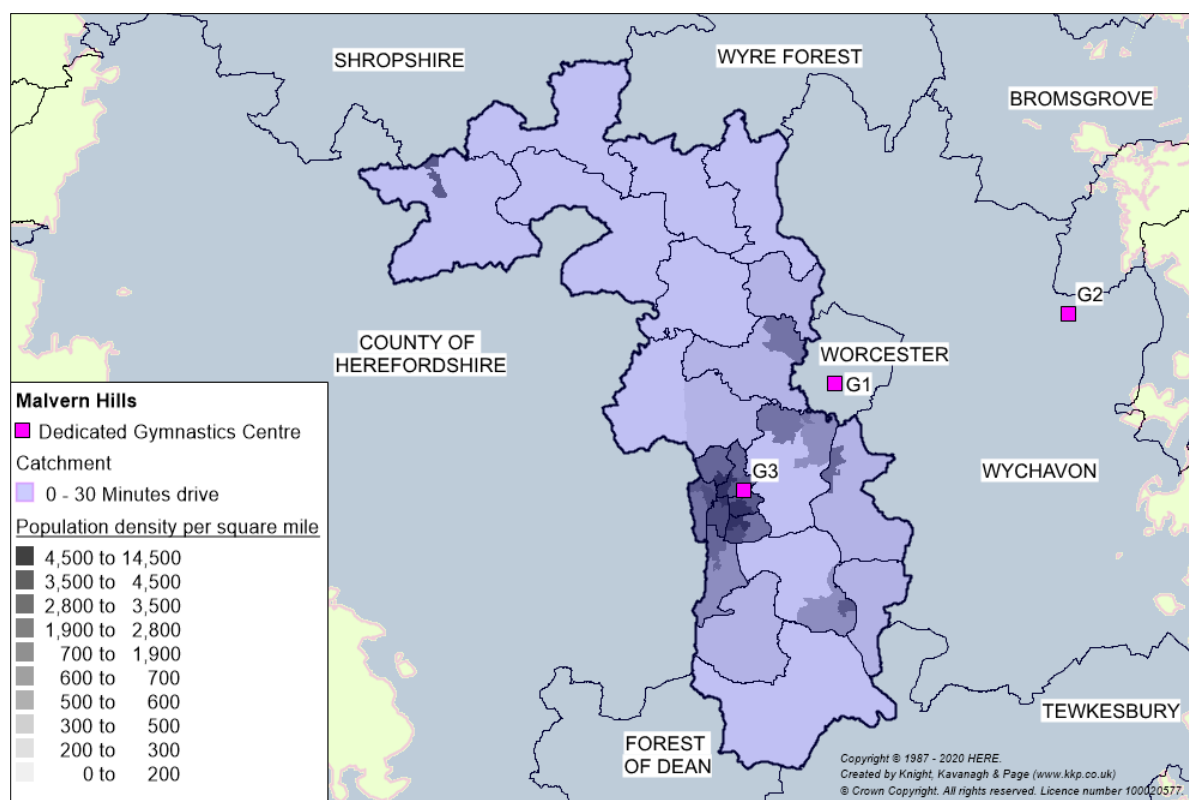 SHROPSHIRE
WYRE FOREST
BROMSGROVE
G2
COUNTY OF
HEREFORDSHIRE
WORCESTER
G1
G3
WYCHAVON
TEWKESBURY
FOREST
OF DEAN
Malvern Hills
Dedicated Gymnastics Centre
Catchment
0 - 30 Minutes drive
Population density per square mile
4,500 to 14,500
3,500 to 4,500
2,800 to 3,500
1,900 to 2,800
700 to 1,900
600 to 700
500 to 600
300 to 500
200 to 300
0 to 200
Copyright © 1987 - 2020 HERE.
Created by Knight, Kavanagh & Page (www.kkp.co.uk)
© Crown Copyright. All rights reserved. Licence number 100020577.